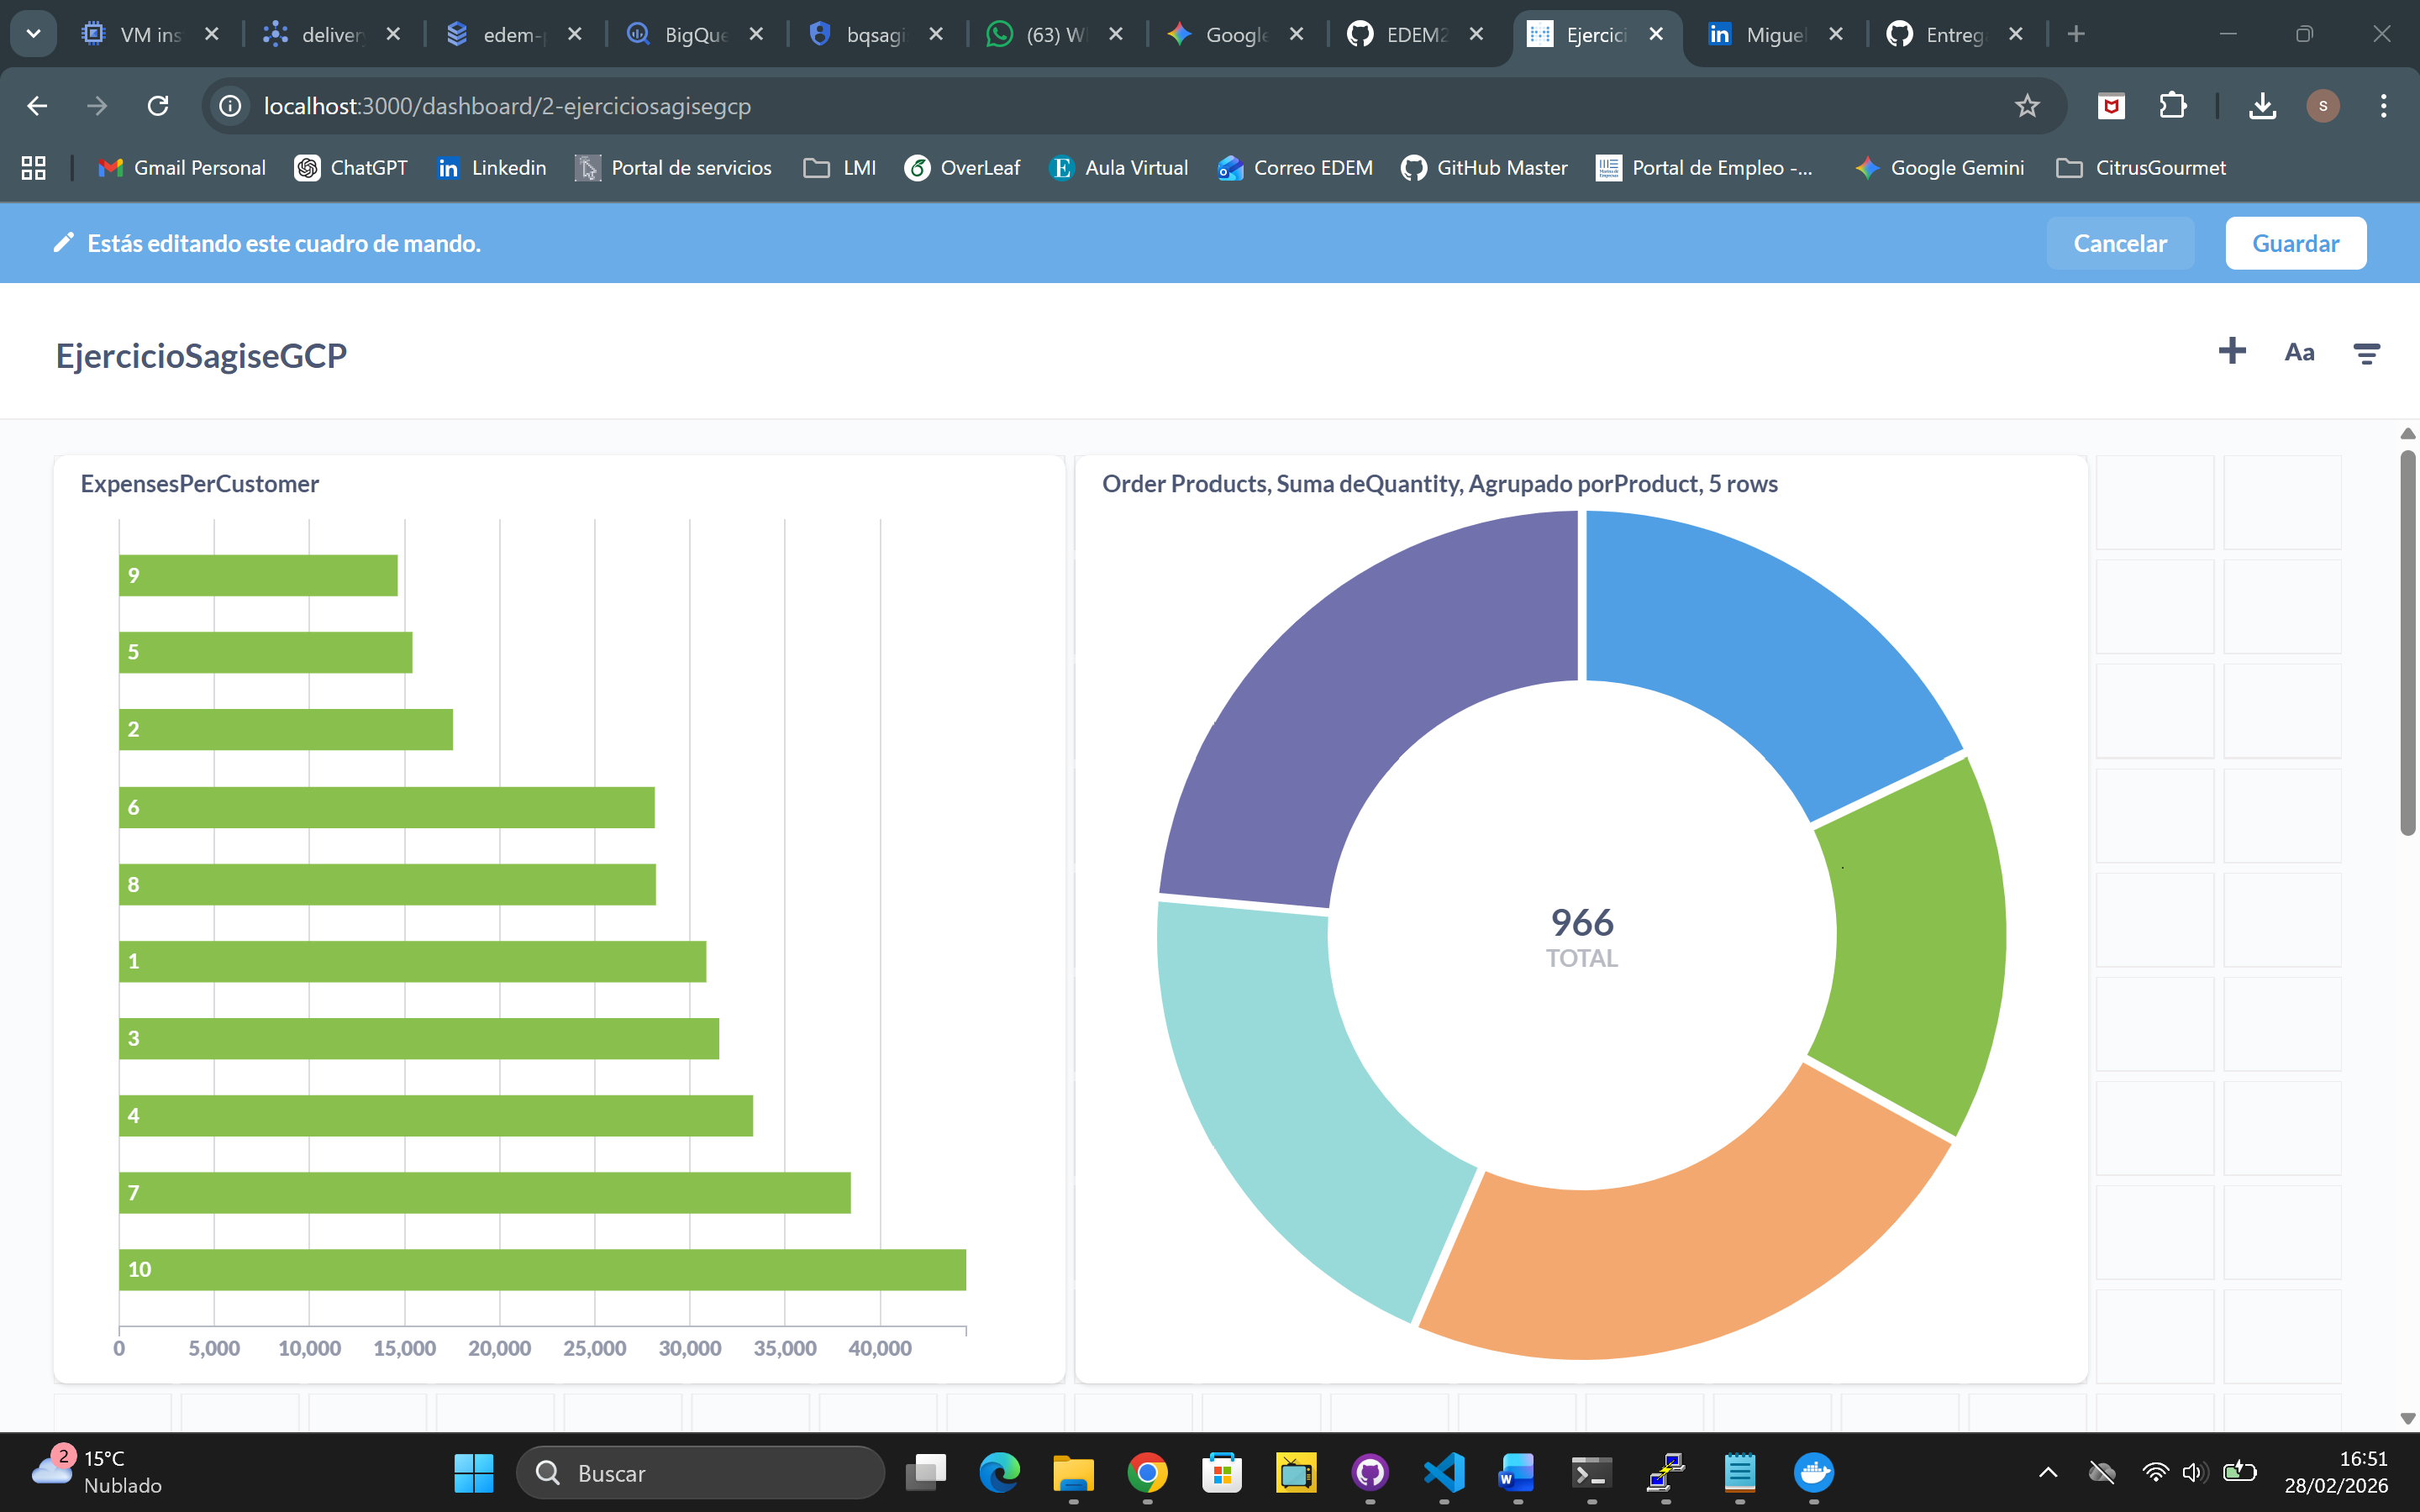 VM ins
deliver
edem-
BigQue
bqsagi
(63) W
Google
EDEM2
Ejercici
Miguel
Entreg
localhost:3000/dashboard/2-ejerciciosagisegcp
S
Gmail Personal
ChatGPT
Linkedin
Portal de servicios
LMI
OverLeaf
Aula Virtual
Correo EDEM
GitHub Master
Portal de Empleo -...
Google Gemini
CitrusGourmet
Estás editando este cuadro de mando.
Cancelar
Guardar
EjercicioSagiseGCP
Aa
ExpensesPerCustomer
9
5
2
6
8
1
3
4
7
10
0 5,000 10,000 15,000 20,000 25,000 30,000 35,000 40,000
Order Products, Suma deQuantity, Agrupado porProduct, 5 rows
966
TOTAL
2
15°C
Nublado
Buscar
16:51
28/02/2026